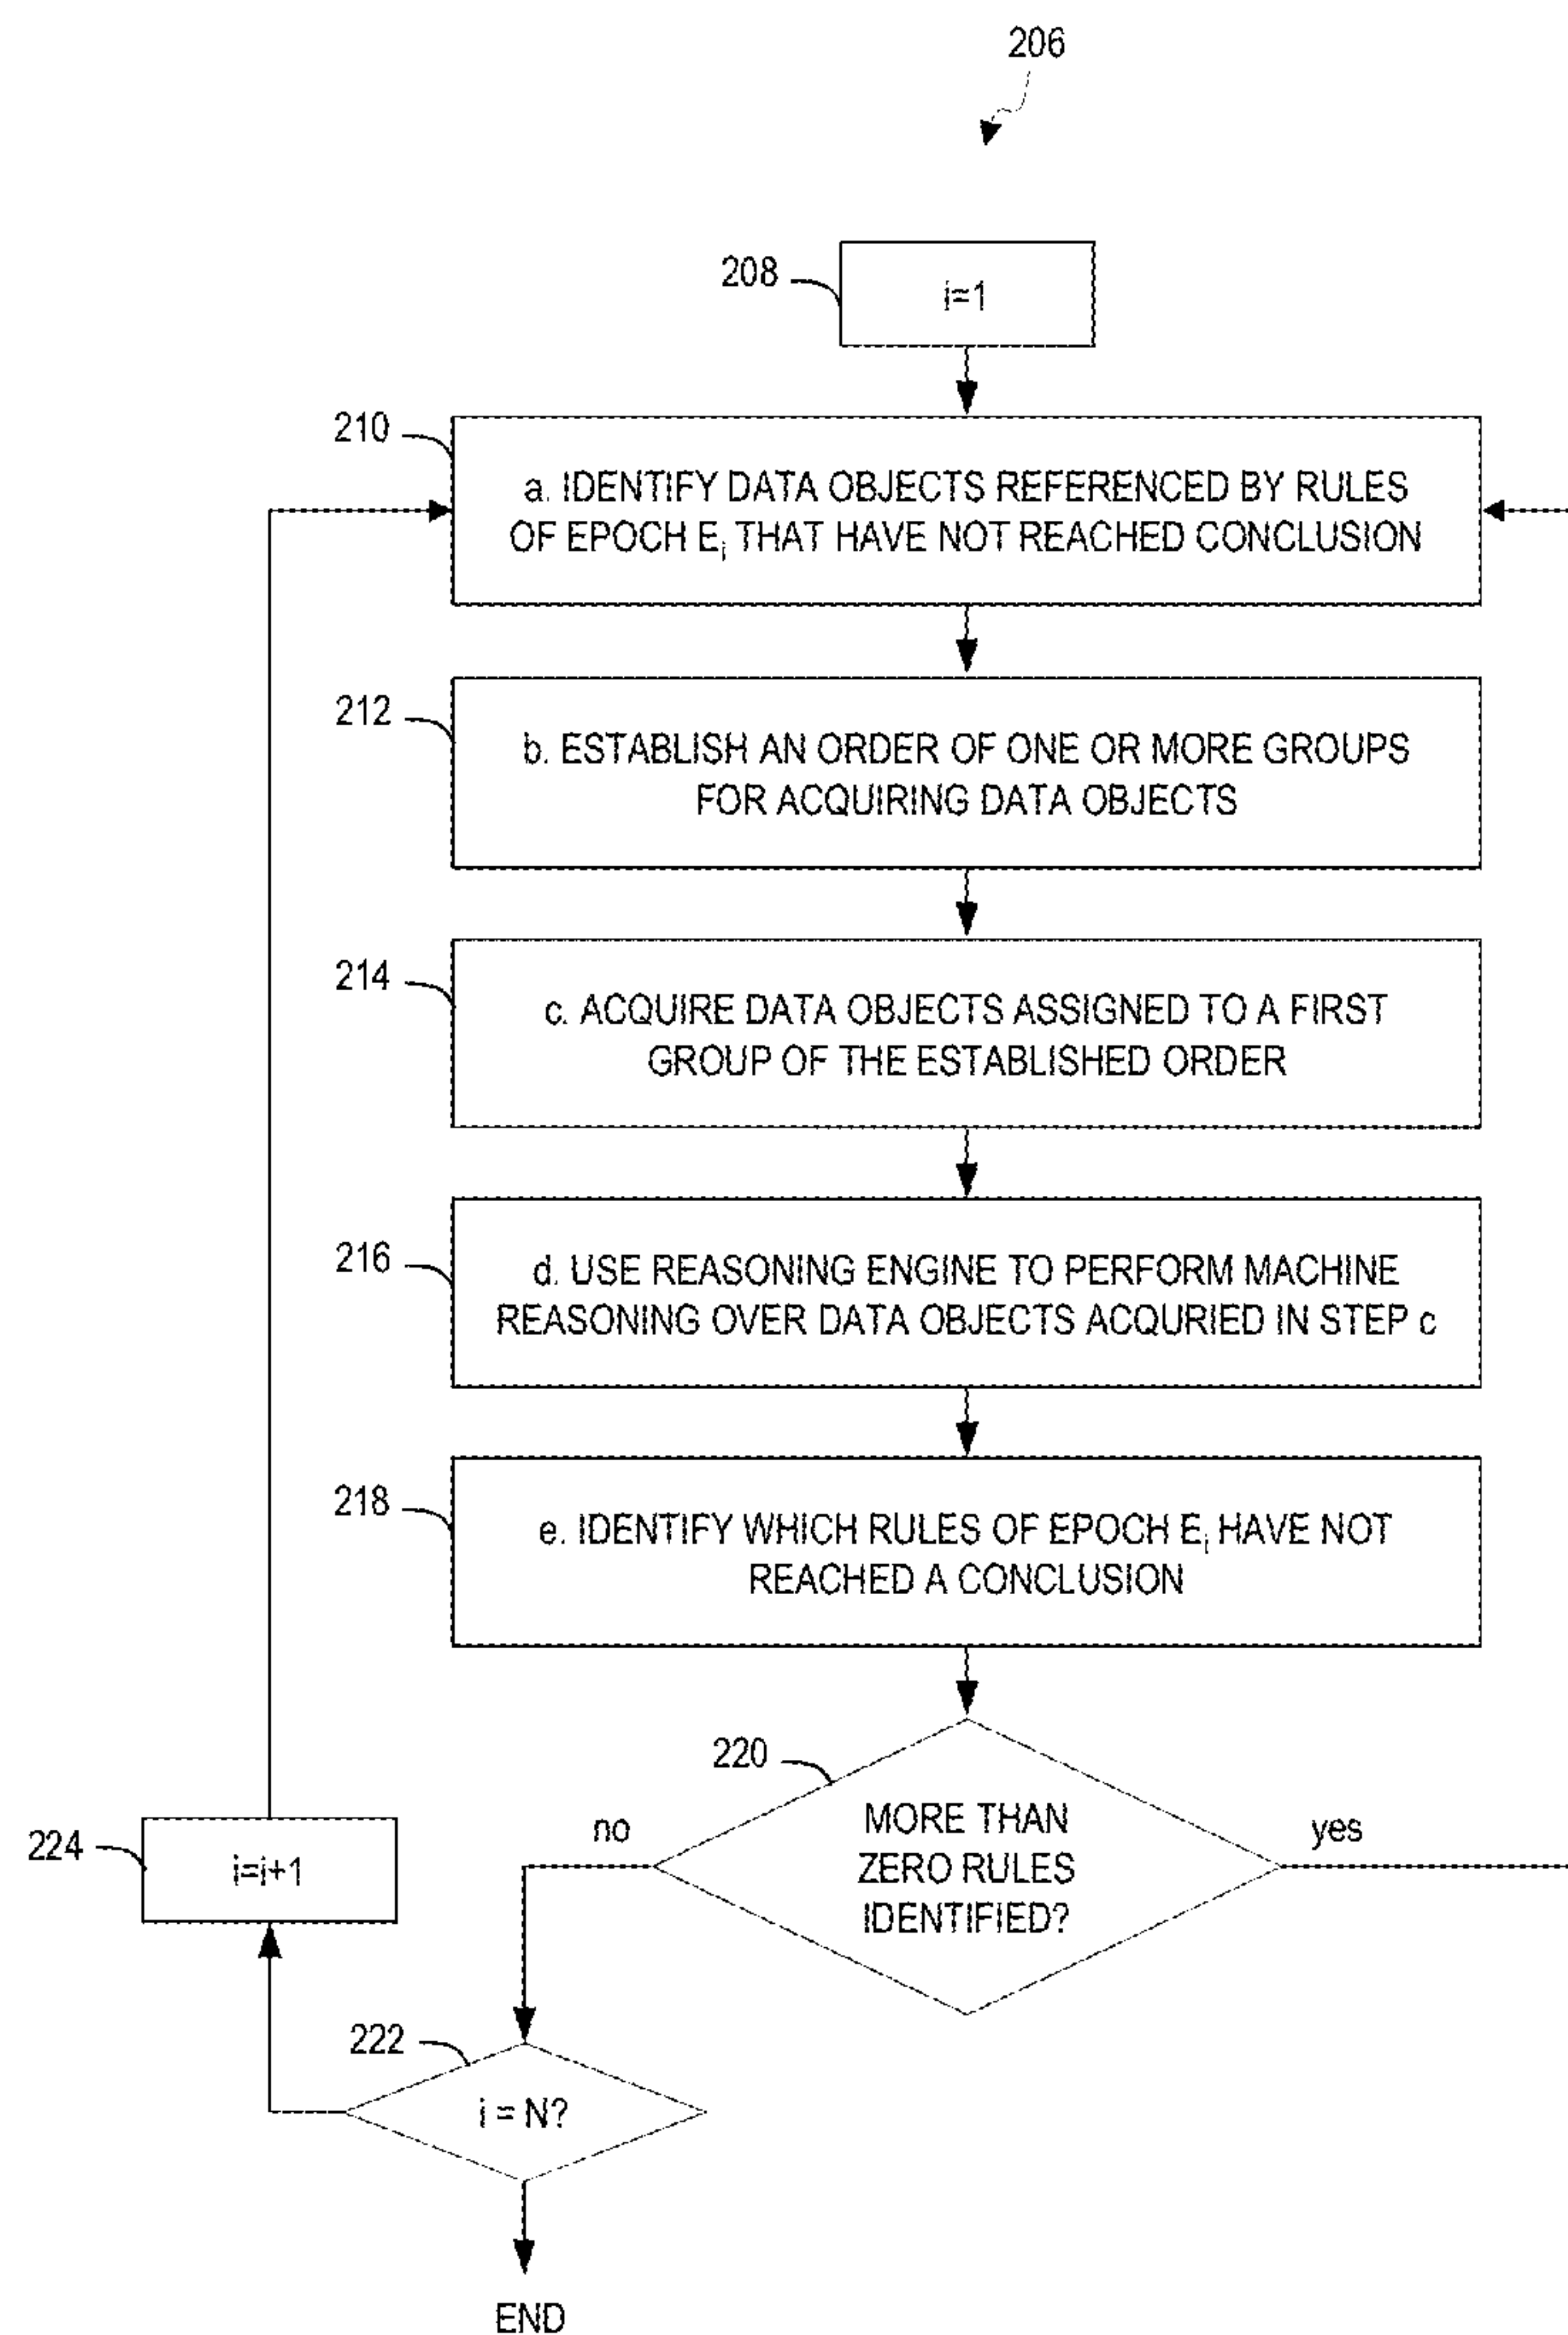 206
208
i=1
210
a. IDENTIFY DATA OBJECTS REFERENCED BY RULES
OF EPOCH Ei THAT HAVE NOT REACHED CONCLUSION
212
b. ESTABLISH AN ORDER OF ONE OR MORE GROUPS
FOR ACQUIRING DATA OBJECTS
214
c. ACQUIRE DATA OBJECTS ASSIGNED TO A FIRST
GROUP OF THE ESTABLISHED ORDER
216
d. USE REASONING ENGINE TO PERFORM MACHINE
REASONING OVER DATA OBJECTS ACQURIED IN STEP c
218
e. IDENTIFY WHICH RULES OF EPOCH Ei HAVE NOT
REACHED A CONCLUSION
220
MORE THAN
ZERO RULES
IDENTIFIED?
no
yes
224
i=i+1
222
i = N?
END